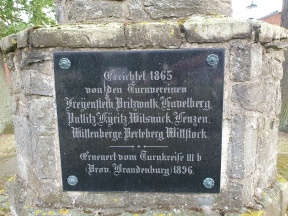 Errichtet 1865
von den Turnvereinen
Freyenstein, Pritzwalk, Havelberg,
Putlitz, Kyritz, Wilsnack, Lenzen,
Wittenberge, Perleberg, Wittstock.
Erneuert vom Turnkreise III b
(Prov. Brandenburg) 1896.